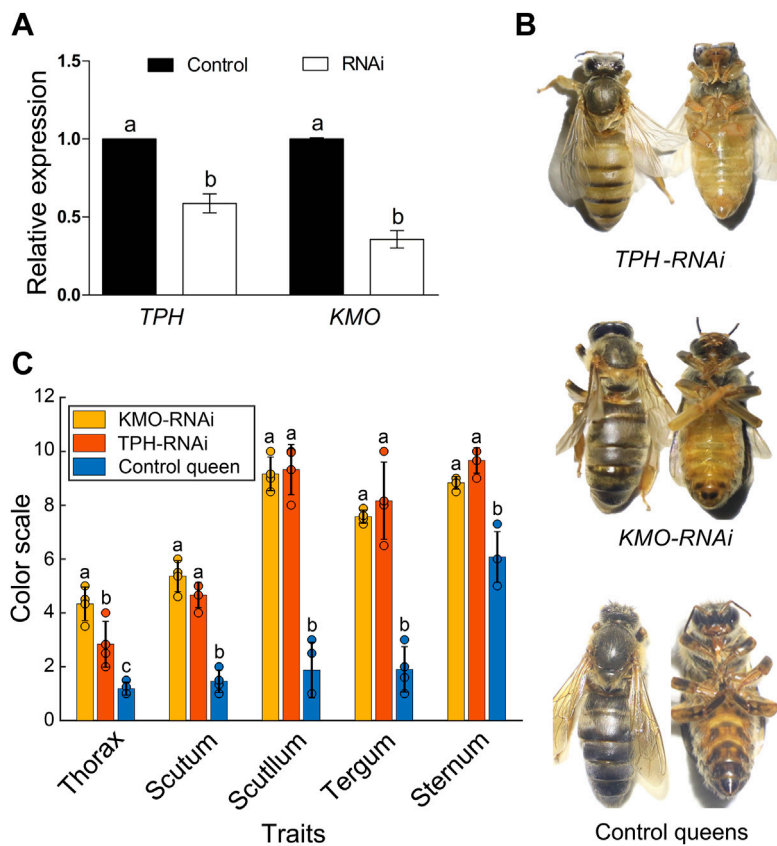 A
Relative expression
1.5
1.0
0.5
0.0
Control
RNAi
a
b
a
b
TPH
KMO
B
TPH-RNAi
KMO-RNAi
Control queens
C
Color scale
12
10
8
6
4
2
0
KMO-RNAi
TPH-RNAi
Control queen
a
b
c
a
a
b
a
a
b
a
a
b
a
a
b
Thorax
Scutum
Scutllum
Tergum
Sternum
Traits